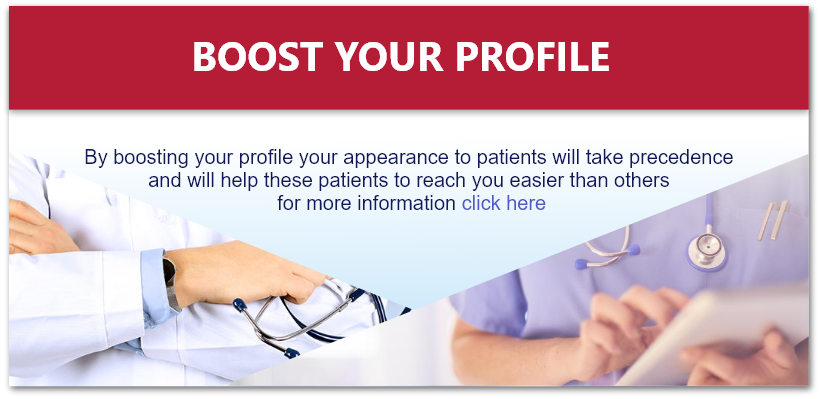 BOOST YOUR PROFILE
By boosting your profile your appearance to patients will take precedence
and will help these patients to reach you easier than others
for more information click here